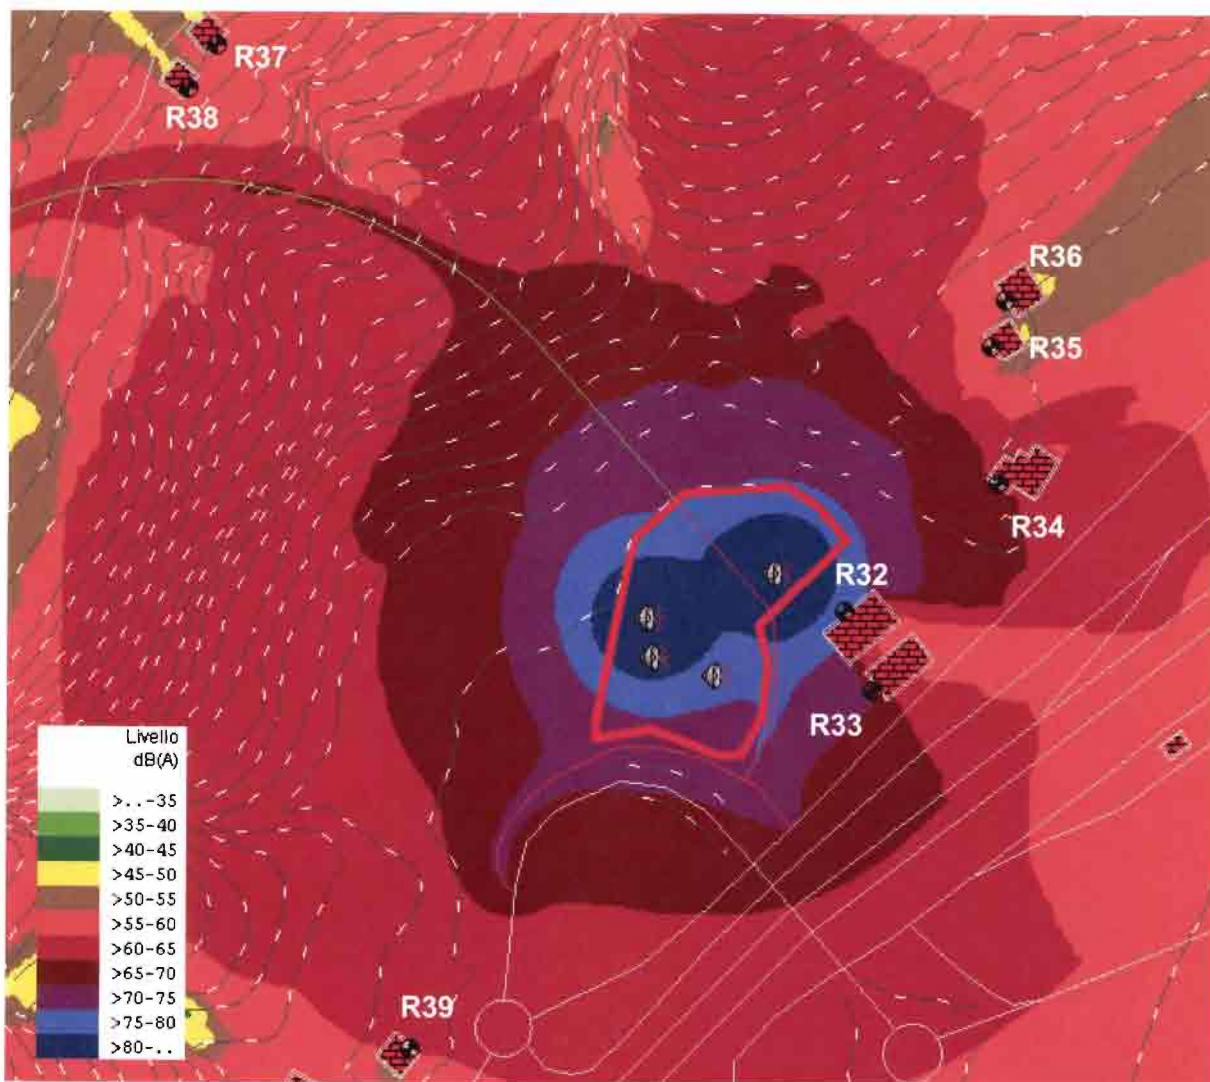 R37
R38
R36
R35
R34
R32
R33
R39
Livello
dB(A)
>..-35
>35-40
>40-45
>45-50
>50-55
>55-60
>60-65
>65-70
>70-75
>75-80
>80-..